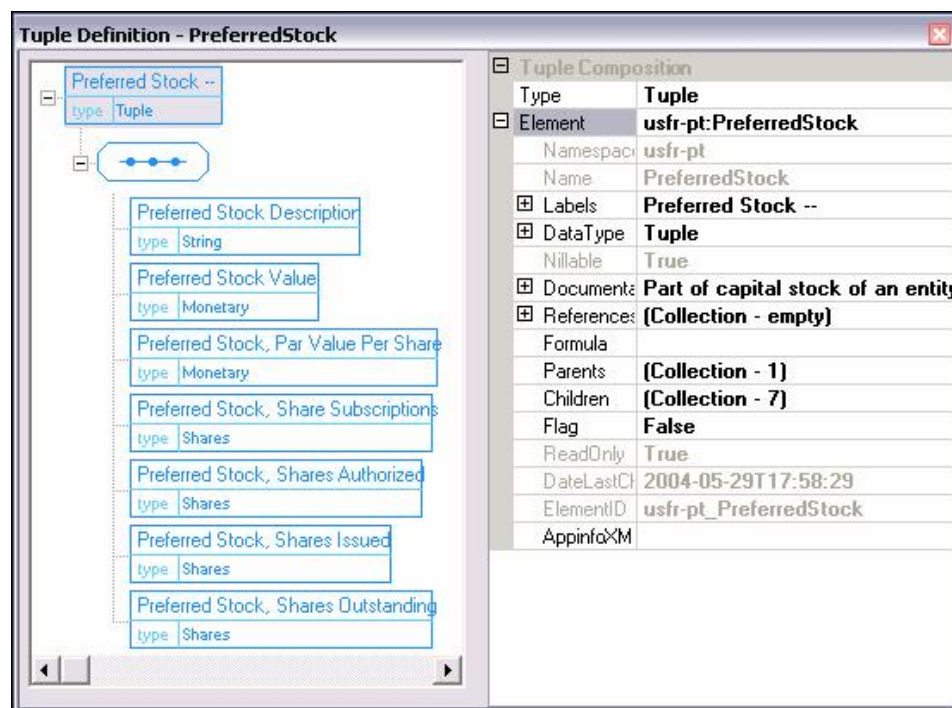 Tuple Definition - PreferredStock
Preferred Stock --
type Tuple
Preferred Stock Description
type String
Preferred Stock Value
type Monetary
Preferred Stock, Par Value Per Share
type Monetary
Preferred Stock, Share Subscriptions
type Shares
Preferred Stock, Shares Authorized
type Shares
Preferred Stock, Shares Issued
type Shares
Preferred Stock, Shares Outstanding
type Shares
Tuple Composition
Type Tuple
Element usfr-pt:PreferredStock
Namespac usfr-pt
Name PreferredStock
Labels Preferred Stock --
DataType Tuple
Nillable True
Documenta Part of capital stock of an entity
References (Collection - empty)
Formula
Parents (Collection - 1)
Children (Collection - 7)
Flag False
ReadOnly True
DateLastCh 2004-05-29T17:58:29
ElementID usfr-pt_PreferredStock
AppinfoXM